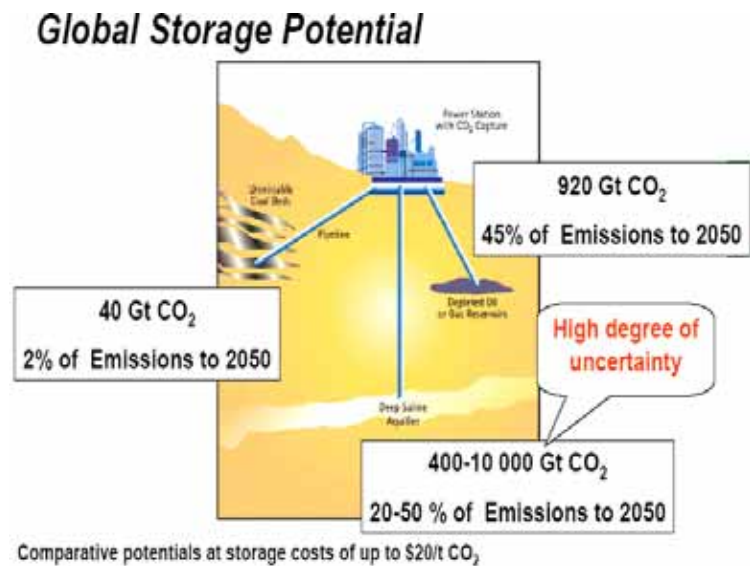 Global Storage Potential
Power Station
with CO₂ Capture
Unmineable
Coal Beds
Pipeline
920 Gt CO₂
45% of Emissions to 2050
40 Gt CO₂
2% of Emissions to 2050
Depleted Oil
or Gas Reservoirs
High degree of
uncertainty
Deep Saline
Aquifer
400-10 000 Gt CO₂
20-50 % of Emissions to 2050
Comparative potentials at storage costs of up to $20/t CO₂